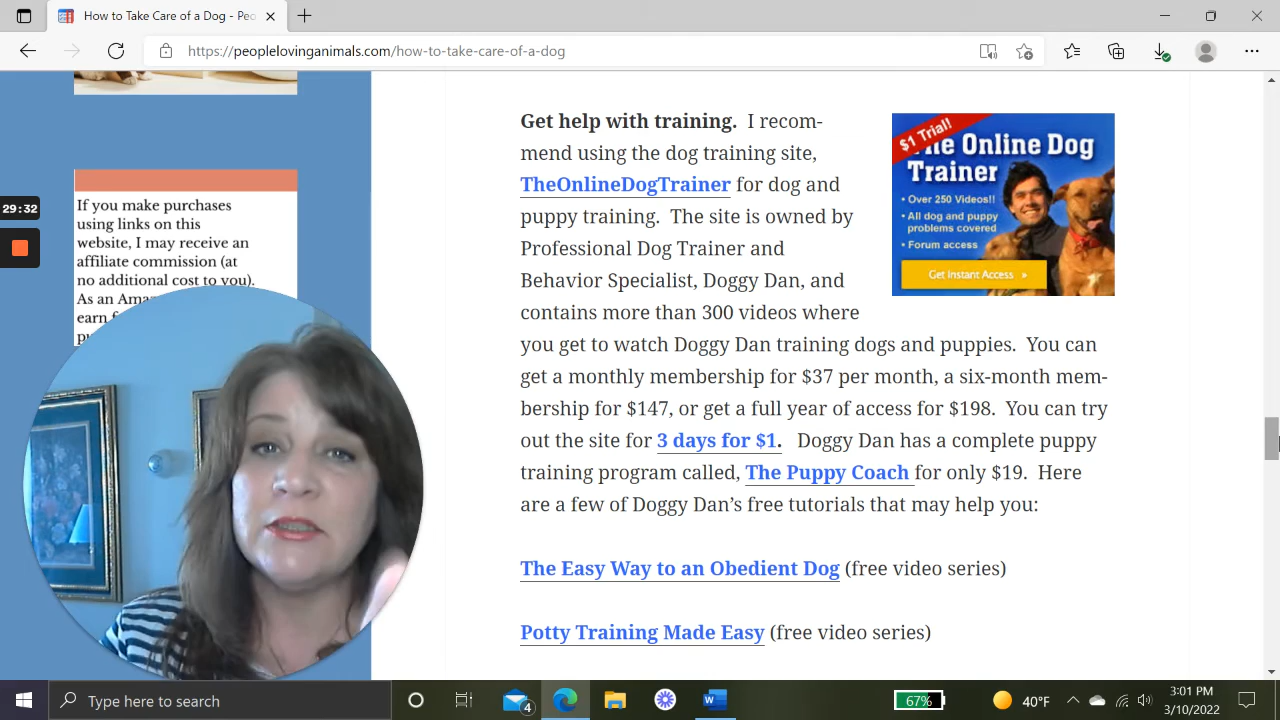 How to Take Care of a Dog - Pe
https://peoplelovinganimals.com/how-to-take-care-of-a-dog
29:32
If you make purchases
using links on this
website, I may receive an
affiliate commission (at
no additional cost to you).
As an
earn
Get help with training. I recom-
mend using the dog training site,
TheOnlineDogTrainer for dog and
puppy training. The site is owned by
Professional Dog Trainer and
Behavior Specialist, Doggy Dan, and
contains more than 300 videos where
you get to watch Doggy Dan training dogs and puppies. You can
get a monthly membership for $37 per month, a six-month mem-
bership for $147, or get a full year of access for $198. You can try
out the site for 3 days for $1. Doggy Dan has a complete puppy
training program called, The Puppy Coach for only $19. Here
are a few of Doggy Dan's free tutorials that may help you:
The Easy Way to an Obedient Dog (free video series)
Potty Training Made Easy (free video series)
$1 Trial!
The Online Dog
Trainer
• Over 250 Videos!!
• All dog and puppy
problems covered
• Forum access
Get Instant Access »
Type here to search
4
W
67%
40°F
3:01 PM
3/10/2022